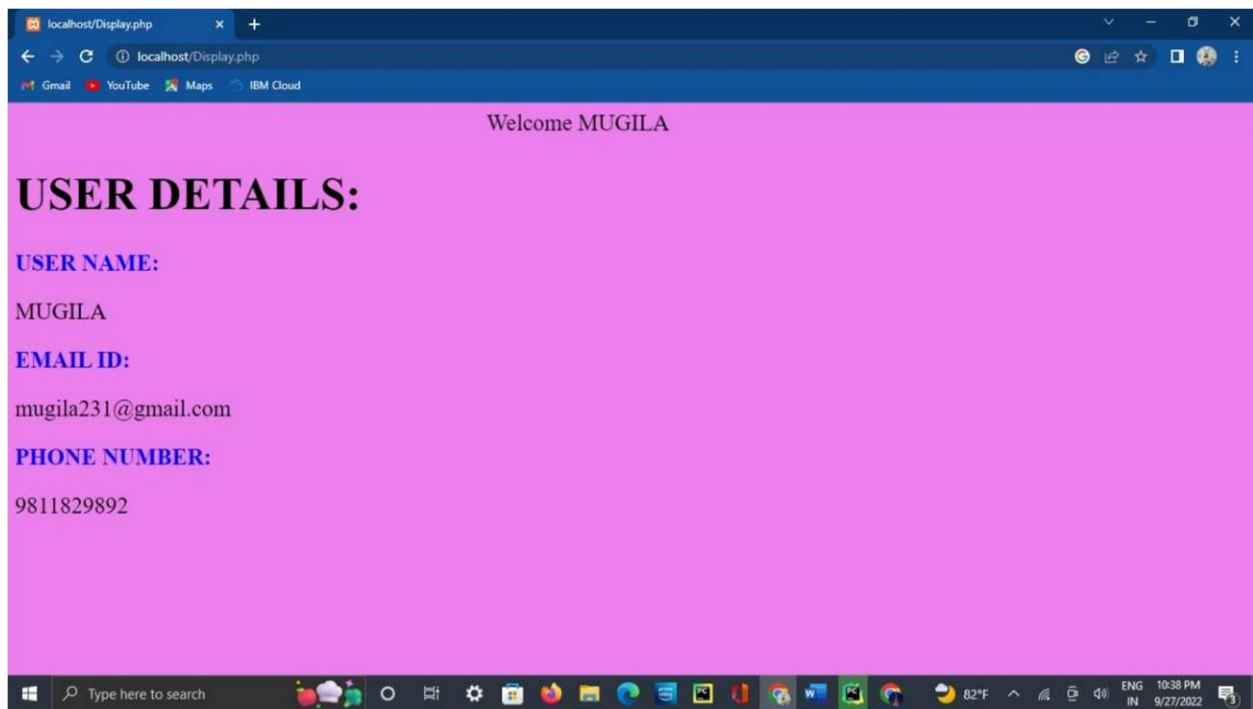 localhost/Display.php
localhost/Display.php
Gmail YouTube Maps IBM Cloud
Welcome MUGILA
USER DETAILS:
USER NAME:
MUGILA
EMAIL ID:
mugila231@gmail.com
PHONE NUMBER:
9811829892
Type here to search
82°F
ENG
IN
10:38 PM
9/27/2022